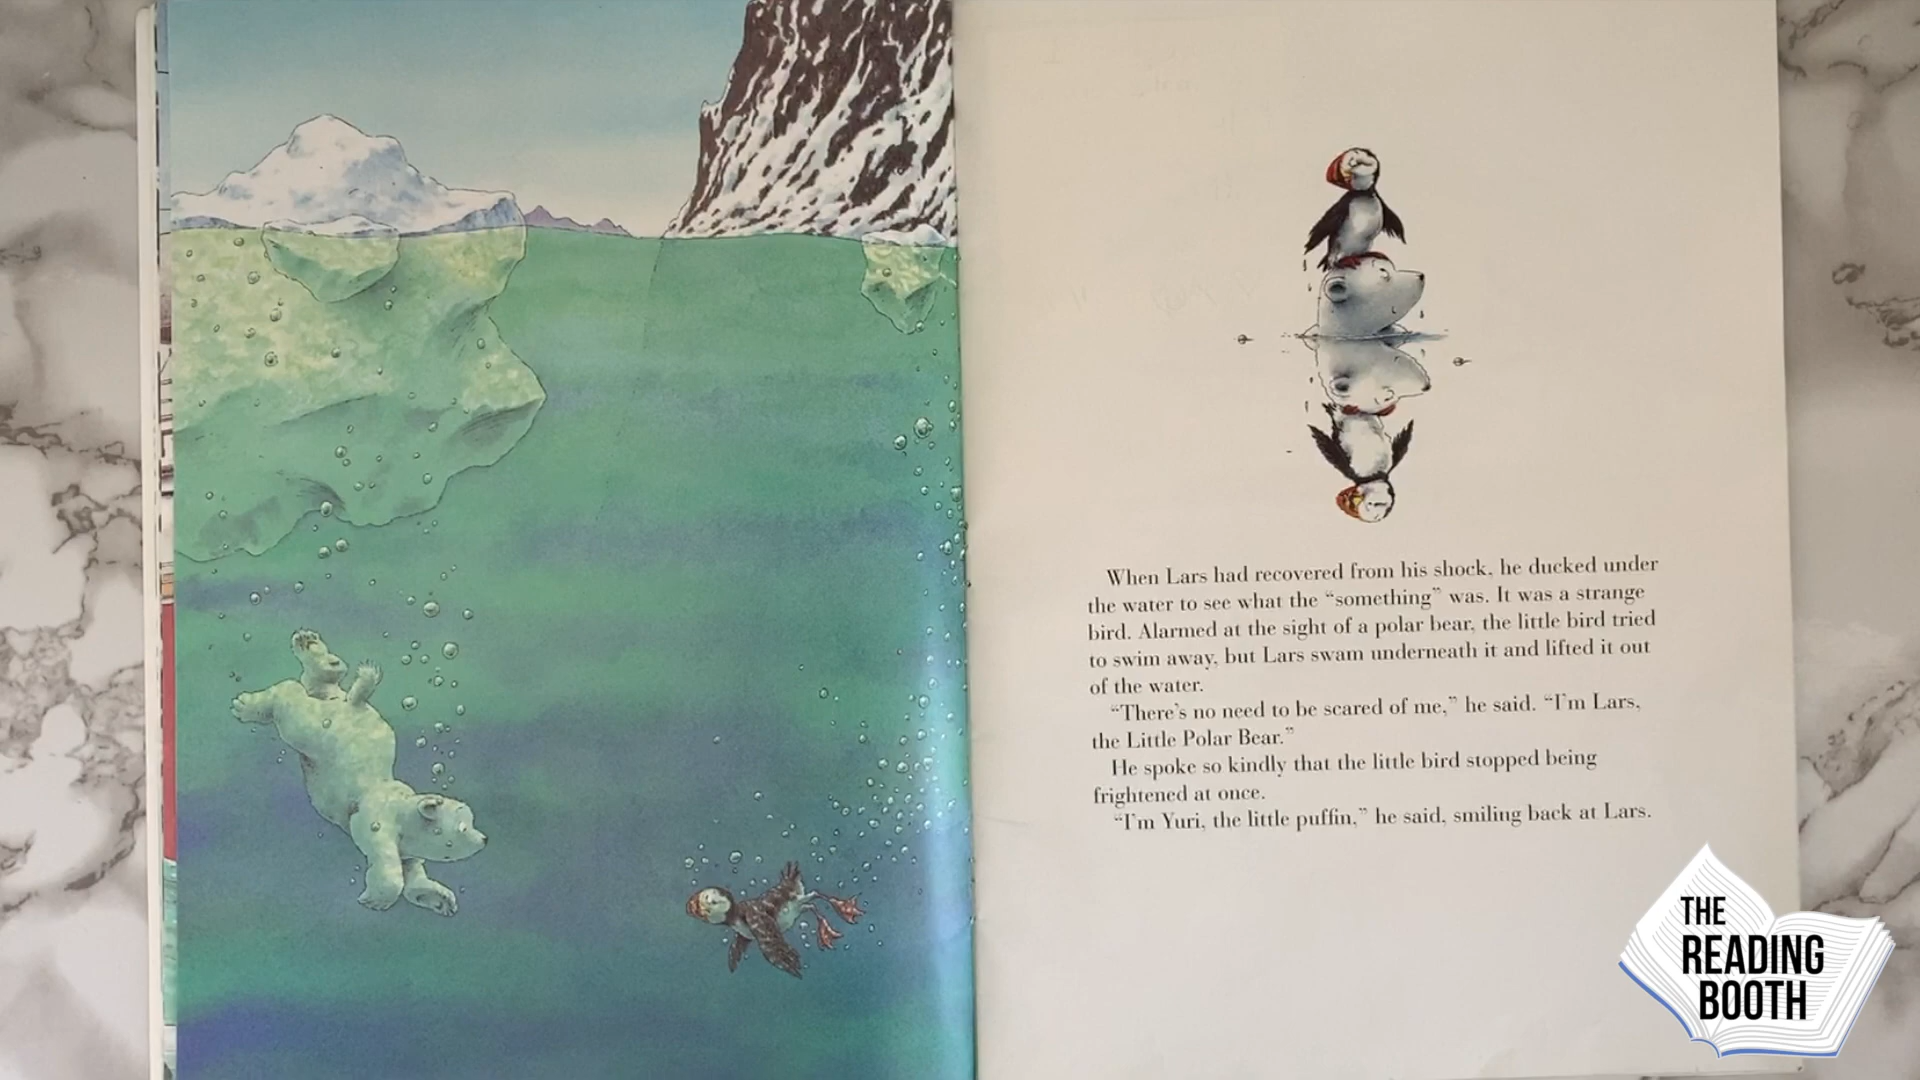 When Lars had recovered from his shock, he ducked under
the water to see what the “something” was. It was a strange
bird. Alarmed at the sight of a polar bear, the little bird tried
to swim away, but Lars swam underneath it and lifted it out
of the water.
“There’s no need to be scared of me,” he said. “I’m Lars,
the Little Polar Bear.”
He spoke so kindly that the little bird stopped being
frightened at once.
“I’m Yuri, the little puffin,” he said, smiling back at Lars.
THE
READING
BOOTH